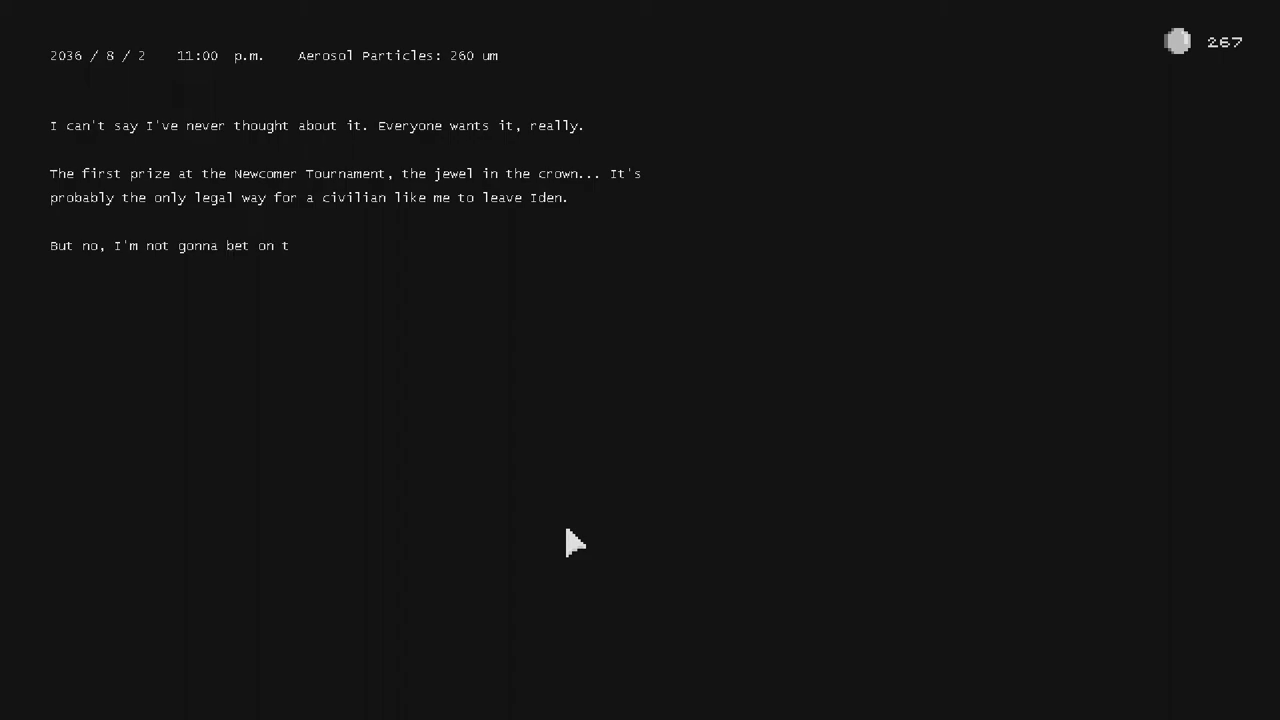 2036 / 8 / 2    11:00  p.m.    Aerosol Particles: 260 um
267
I can't say I've never thought about it. Everyone wants it, really.
The first prize at the Newcomer Tournament, the jewel in the crown... It's
probably the only legal way for a civilian like me to leave Iden.
But no, I'm not gonna bet on t